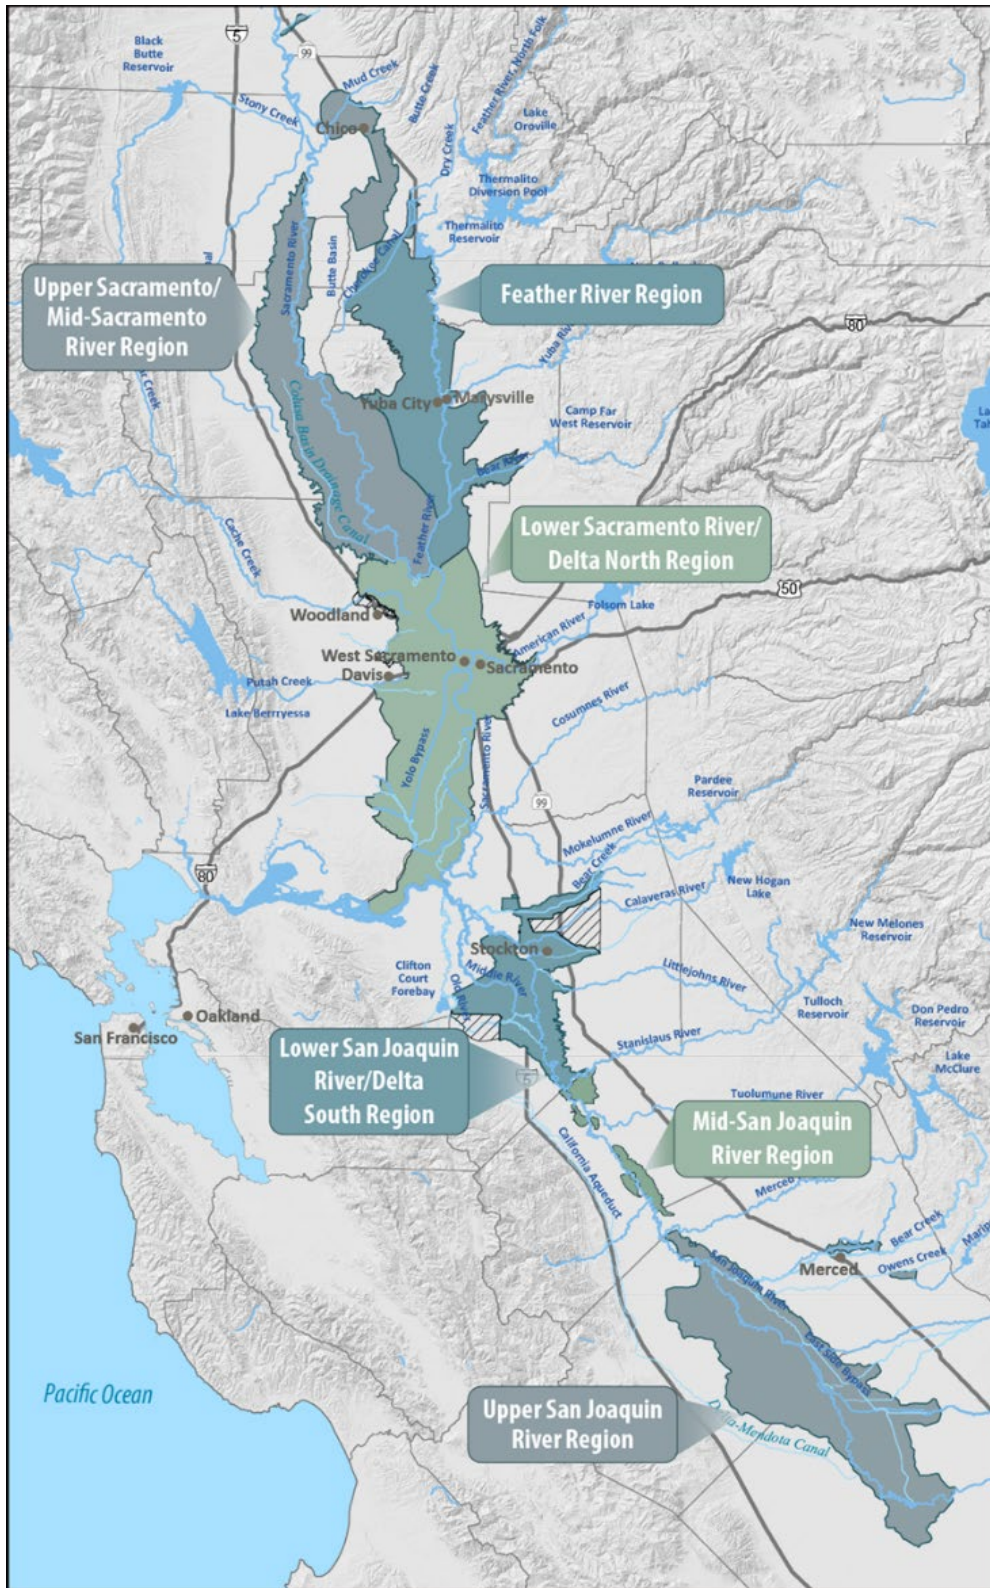 5
99
Black
Butte
Reservoir
Mud Creek
Butte Creek
Feather River, North Folk
Stony Creek
Lake
Oroville
Chico
Dry Creek
Thermalito
Diversion Pool
Thermalito
Reservoir
Sacramento River
Butte Basin
Cherokee Canal
Upper Sacramento/
Mid-Sacramento
River Region
Feather River Region
80
Yuba River
Yuba City
Marysville
Camp Far
West Reservoir
Bear River
Colusa Basin Drainage Canal
Feather River
Lower Sacramento River/
Delta North Region
Cache Creek
50
Folsom Lake
Woodland
American River
West Sacramento
Sacramento
Davis
Putah Creek
Lake Berrryessa
Cosumnes River
Yolo Bypass
Sacramento River
Pardee
Reservoir
99
Mokelumne River
Bear Creek
80
New Hogan
Lake
Calaveras River
New Melones
Reservoir
Stockton
Clifton
Court
Forebay
Old River
Middle River
Littlejohns River
Tulloch
Reservoir
Don Pedro
Reservoir
Oakland
San Francisco
Stanislaus River
Lake
McClure
Lower San Joaquin
River/Delta
South Region
5
Tuolumune River
Mid-San Joaquin
River Region
California Aqueduct
Merced
Bear Creek
Owens Creek
Merced
San Joaquin River
East Side Bypass
Pacific Ocean
Upper San Joaquin
River Region
Delta-Mendota Canal